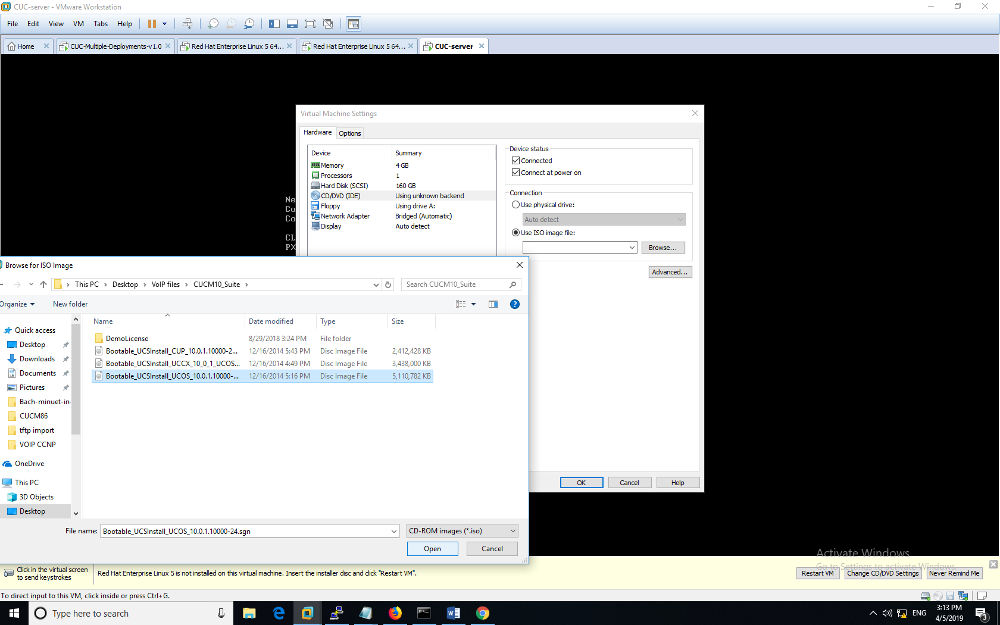 CUC-server - VMware Workstation
File Edit View VM Tabs Help
Home CUC-Multiple-Deployments-v1.0 Red Hat Enterprise Linux 5 64... Red Hat Enterprise Linux 5 64... CUC-server
Virtual Machine Settings
Hardware Options
Device Summary
Memory 4 GB
Processors 1
Hard Disk (SCSI) 160 GB
CD/DVD (IDE) Using unknown backend
Floppy Using drive A:
Network Adapter Bridged (Automatic)
Display Auto detect
Device status
Connected
Connect at power on
Connection
Use physical drive:
Auto detect
Use ISO image file:
Browse...
Advanced...
OK Cancel Help
Ne
Co
Co
CL
PX
Browse for ISO Image
This PC Desktop VoIP files CUCM10_Suite
Search CUCM10_Suite
Organize New folder
Name Date modified Type Size
DemoLicense 8/29/2018 3:24 PM File folder
Bootable_UCSInstall_CUP_10.0.1.10000-2... 12/16/2014 5:43 PM Disc Image File 2,412,428 KB
Bootable_UCSInstall_UCCX_10_0_1_UCOS... 12/16/2014 4:49 PM Disc Image File 3,438,000 KB
Bootable_UCSInstall_UCOS_10.0.1.10000-... 12/16/2014 5:16 PM Disc Image File 5,110,782 KB
Quick access
Desktop
Downloads
Documents
Pictures
Bach-minuet-in-
CUCM86
tftp import
VOIP CCNP
OneDrive
This PC
3D Objects
Desktop
File name: Bootable_UCSInstall_UCOS_10.0.1.10000-24.sgn
CD-ROM images (*.iso)
Open Cancel
Activate Windows
Go to Settings to activate Windows.
Click in the virtual screen
to send keystrokes
Red Hat Enterprise Linux 5 is not installed on this virtual machine. Insert the installer disc and click "Restart VM".
Restart VM Change CD/DVD Settings Never Remind Me
To direct input to this VM, click inside or press Ctrl+G.
Type here to search
ENG
3:13 PM
4/5/2019
3